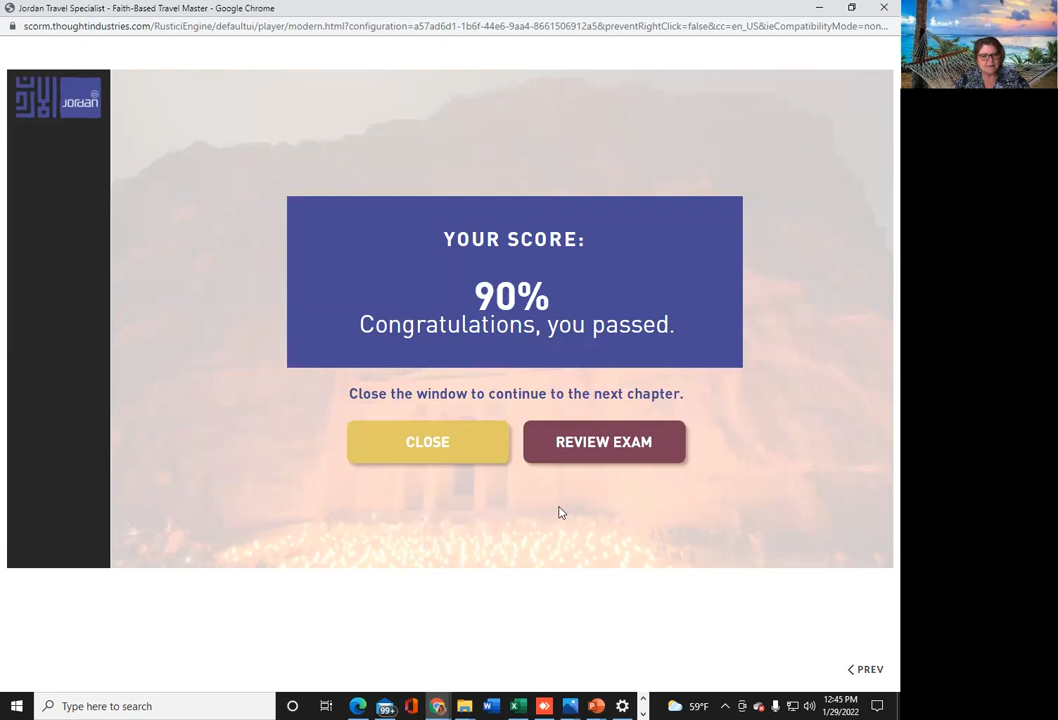 Jordan Travel Specialist - Faith-Based Travel Master - Google Chrome
scorm.thoughtindustries.com/RusticiEngine/defaultui/player/modern.html?configuration=a57ad6d1-1b6f-44e6-9aa4-8661506912a5&preventRightClick=false&cc=en_US&ieCompatibilityMode=non...
الأردن
Jordan
YOUR SCORE:
90%
Congratulations, you passed.
Close the window to continue to the next chapter.
CLOSE
REVIEW EXAM
PREV
Type here to search
99+
59°F
12:45 PM
1/29/2022